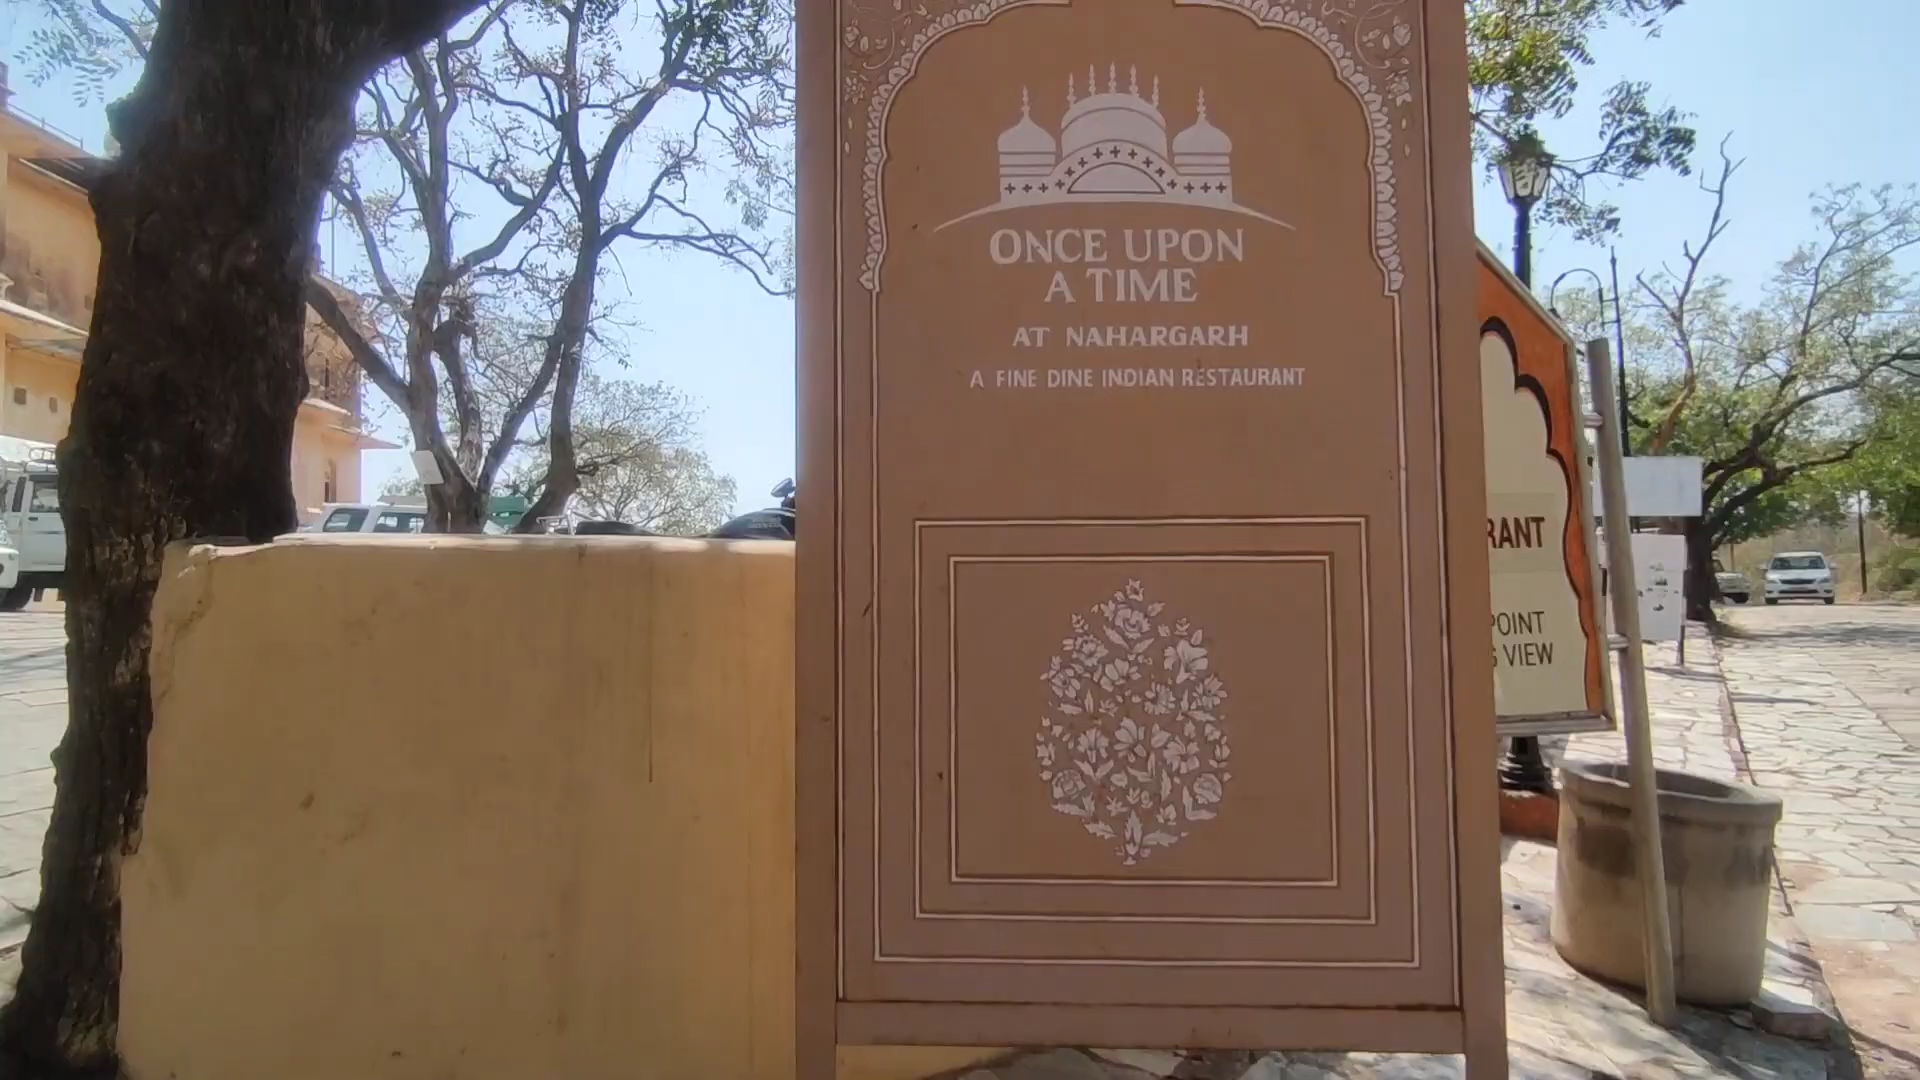 ONCE UPON
A TIME
AT NAHARGARH
A FINE DINE INDIAN RESTAURANT
RANT
POINT
G VIEW